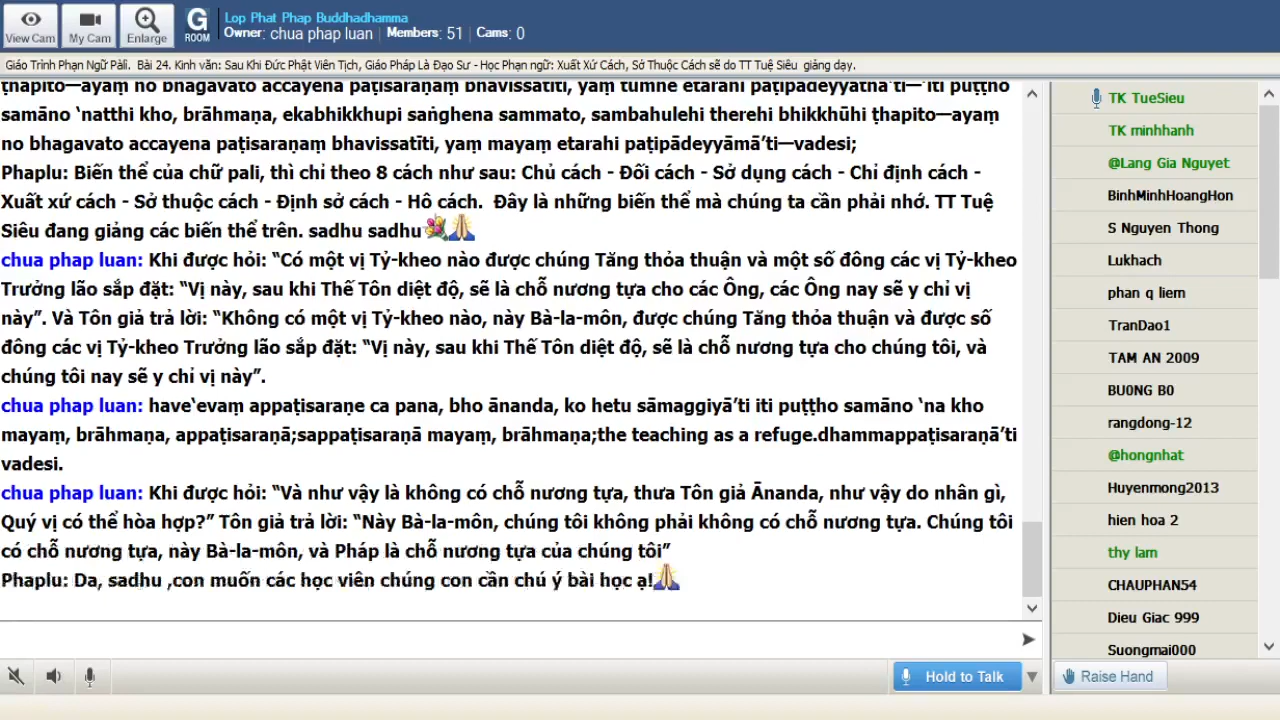 View Cam
My Cam
Enlarge
G
ROOM
Lop Phat Phap Buddhadhamma
Owner: chua phap luan | Members: 51 | Cams: 0
Giáo Trình Phạn Ngữ Pàli. Bài 24. Kinh văn: Sau Khi Đức Phật Viên Tịch, Giáo Pháp Là Đạo Sư - Học Phạn ngữ: Xuất Xứ Cách, Sở Thuộc Cách sẽ do TT Tuệ Siêu giảng dạy.
ṭhapito—ayaṃ no bhagavato accayena paṭisaraṇaṃ bhavissatīti, yaṃ tumhe etarahi paṭipādeyyāthā’ti—’iti puṭṭho
samāno ‘natthi kho, brāhmaṇa, ekabhikkhupi saṅghena sammato, sambahulehi therehi bhikkhūhi ṭhapito—ayaṃ
no bhagavato accayena paṭisaraṇaṃ bhavissatīti, yaṃ mayaṃ etarahi paṭipādeyyāmā’ti—vadesi;
Phaplu: Biến thể của chữ pali, thì chỉ theo 8 cách như sau: Chủ cách - Đối cách - Sở dụng cách - Chỉ định cách -
Xuất xứ cách - Sở thuộc cách - Định sở cách - Hô cách. Đây là những biến thể mà chúng ta cần phải nhớ. TT Tuệ
Siêu đang giảng các biến thể trên. sadhu sadhu
chua phap luan: Khi được hỏi: “Có một vị Tỷ-kheo nào được chúng Tăng thỏa thuận và một số đông các vị Tỷ-kheo
Trưởng lão sắp đặt: “Vị này, sau khi Thế Tôn diệt độ, sẽ là chỗ nương tựa cho các Ông, các Ông nay sẽ y chỉ vị
này”. Và Tôn giả trả lời: “Không có một vị Tỷ-kheo nào, này Bà-la-môn, được chúng Tăng thỏa thuận và được số
đông các vị Tỷ-kheo Trưởng lão sắp đặt: “Vị này, sau khi Thế Tôn diệt độ, sẽ là chỗ nương tựa cho chúng tôi, và
chúng tôi nay sẽ y chỉ vị này”.
chua phap luan: have‘evaṃ appaṭisaraṇe ca pana, bho ānanda, ko hetu sāmaggiyā’ti iti puṭṭho samāno ‘na kho
mayaṃ, brāhmaṇa, appaṭisaraṇā;sappaṭisaraṇā mayaṃ, brāhmaṇa;the teaching as a refuge.dhammappaṭisaraṇā’ti
vadesi.
chua phap luan: Khi được hỏi: “Và như vậy là không có chỗ nương tựa, thưa Tôn giả Ānanda, như vậy do nhân gì,
Quý vị có thể hòa hợp?” Tôn giả trả lời: “Này Bà-la-môn, chúng tôi không phải không có chỗ nương tựa. Chúng tôi
có chỗ nương tựa, này Bà-la-môn, và Pháp là chỗ nương tựa của chúng tôi”
Phaplu: Da, sadhu ,con muốn các học viên chúng con cần chú ý bài học ạ!
Hold to Talk
TK TueSieu
TK minhhanh
@Lang Gia Nguyet
BinhMinhHoangHon
S Nguyen Thong
Lukhach
phan q liem
TranDao1
TAM AN 2009
BU0NG B0
rangdong-12
@hongnhat
Huyenmong2013
hien hoa 2
thy lam
CHAUPHAN54
Dieu Giac 999
Suongmai000
Raise Hand